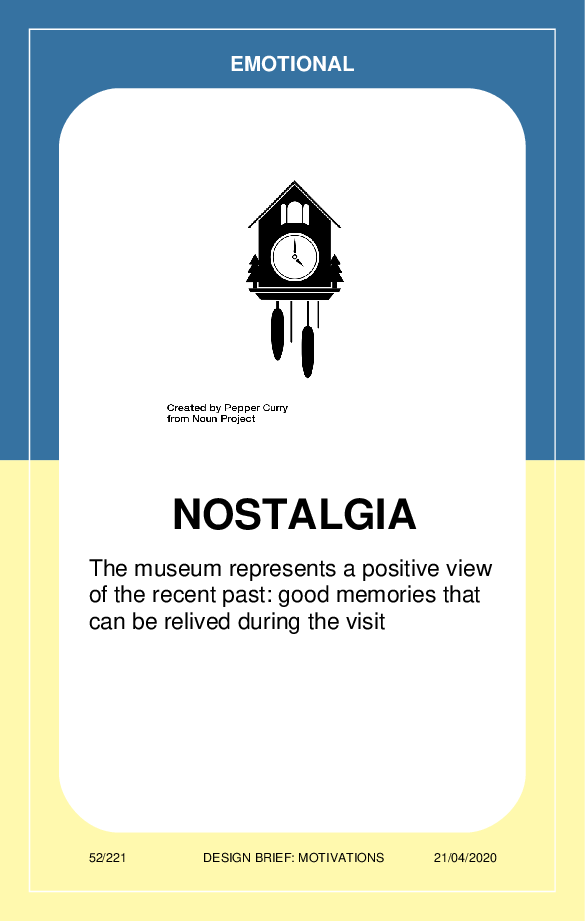 EMOTIONAL
Created by Pepper Curry
from Noun Project
NOSTALGIA
The museum represents a positive view
of the recent past: good memories that
can be relived during the visit
52/221 DESIGN BRIEF: MOTIVATIONS 21/04/2020